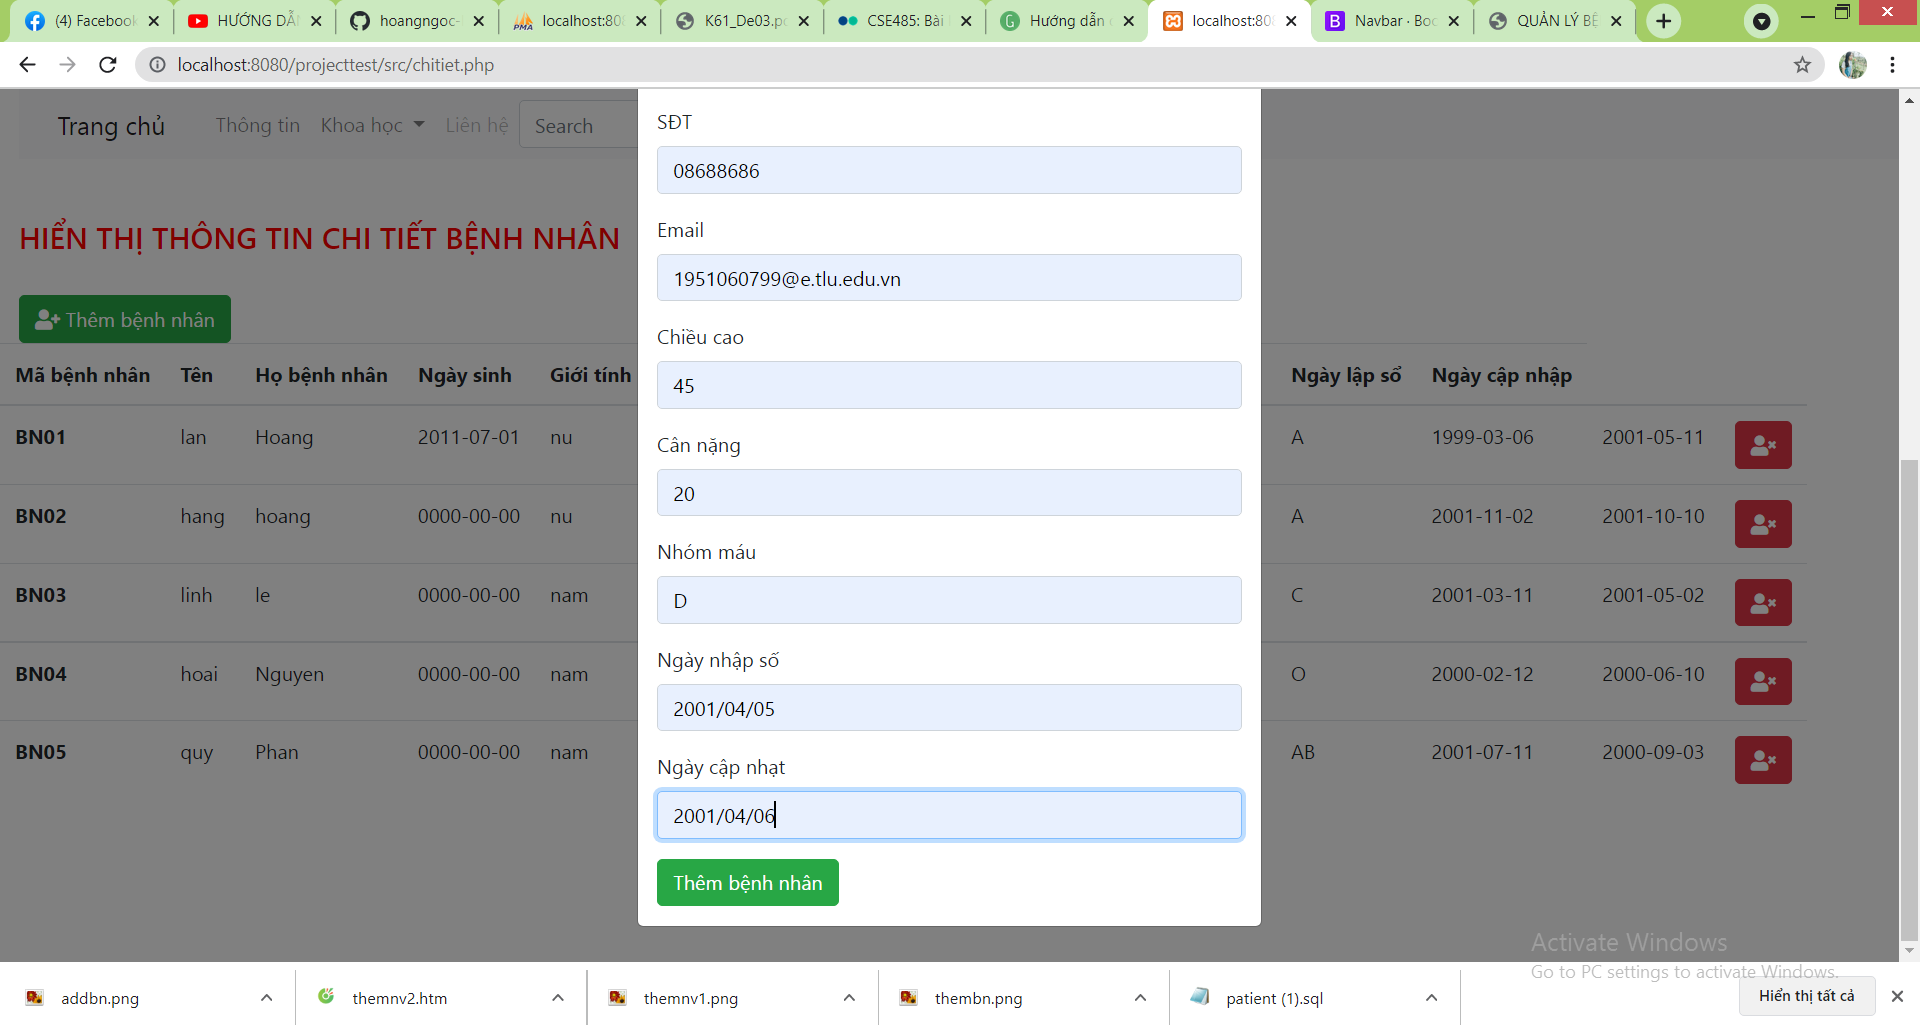 (4) Facebook
HƯỚNG DẪN
hoangngoc-
localhost:808
K61_De03.pd
CSE485: Bài
Hướng dẫn
localhost:808
Navbar · Boo
QUẢN LÝ BỆ
localhost:8080/projecttest/src/chitiet.php
Trang chủ
Thông tin
Khoa học
Liên hệ
Search
HIỂN THỊ THÔNG TIN CHI TIẾT BỆNH NHÂN
Thêm bệnh nhân
Mã bệnh nhân Tên Họ bệnh nhân Ngày sinh Giới tính Ngày lập sổ Ngày cập nhập
BN01 lan Hoang 2011-07-01 nu A 1999-03-06 2001-05-11
BN02 hang hoang 0000-00-00 nu A 2001-11-02 2001-10-10
BN03 linh le 0000-00-00 nam C 2001-03-11 2001-05-02
BN04 hoai Nguyen 0000-00-00 nam O 2000-02-12 2000-06-10
BN05 quy Phan 0000-00-00 nam AB 2001-07-11 2000-09-03
SĐT
08688686
Email
1951060799@e.tlu.edu.vn
Chiều cao
45
Cân nặng
20
Nhóm máu
D
Ngày nhập số
2001/04/05
Ngày cập nhạt
2001/04/06
Thêm bệnh nhân
Activate Windows
Go to PC settings to activate Windows.
addbn.png
themnv2.htm
themnv1.png
thembn.png
patient (1).sql
Hiển thị tất cả